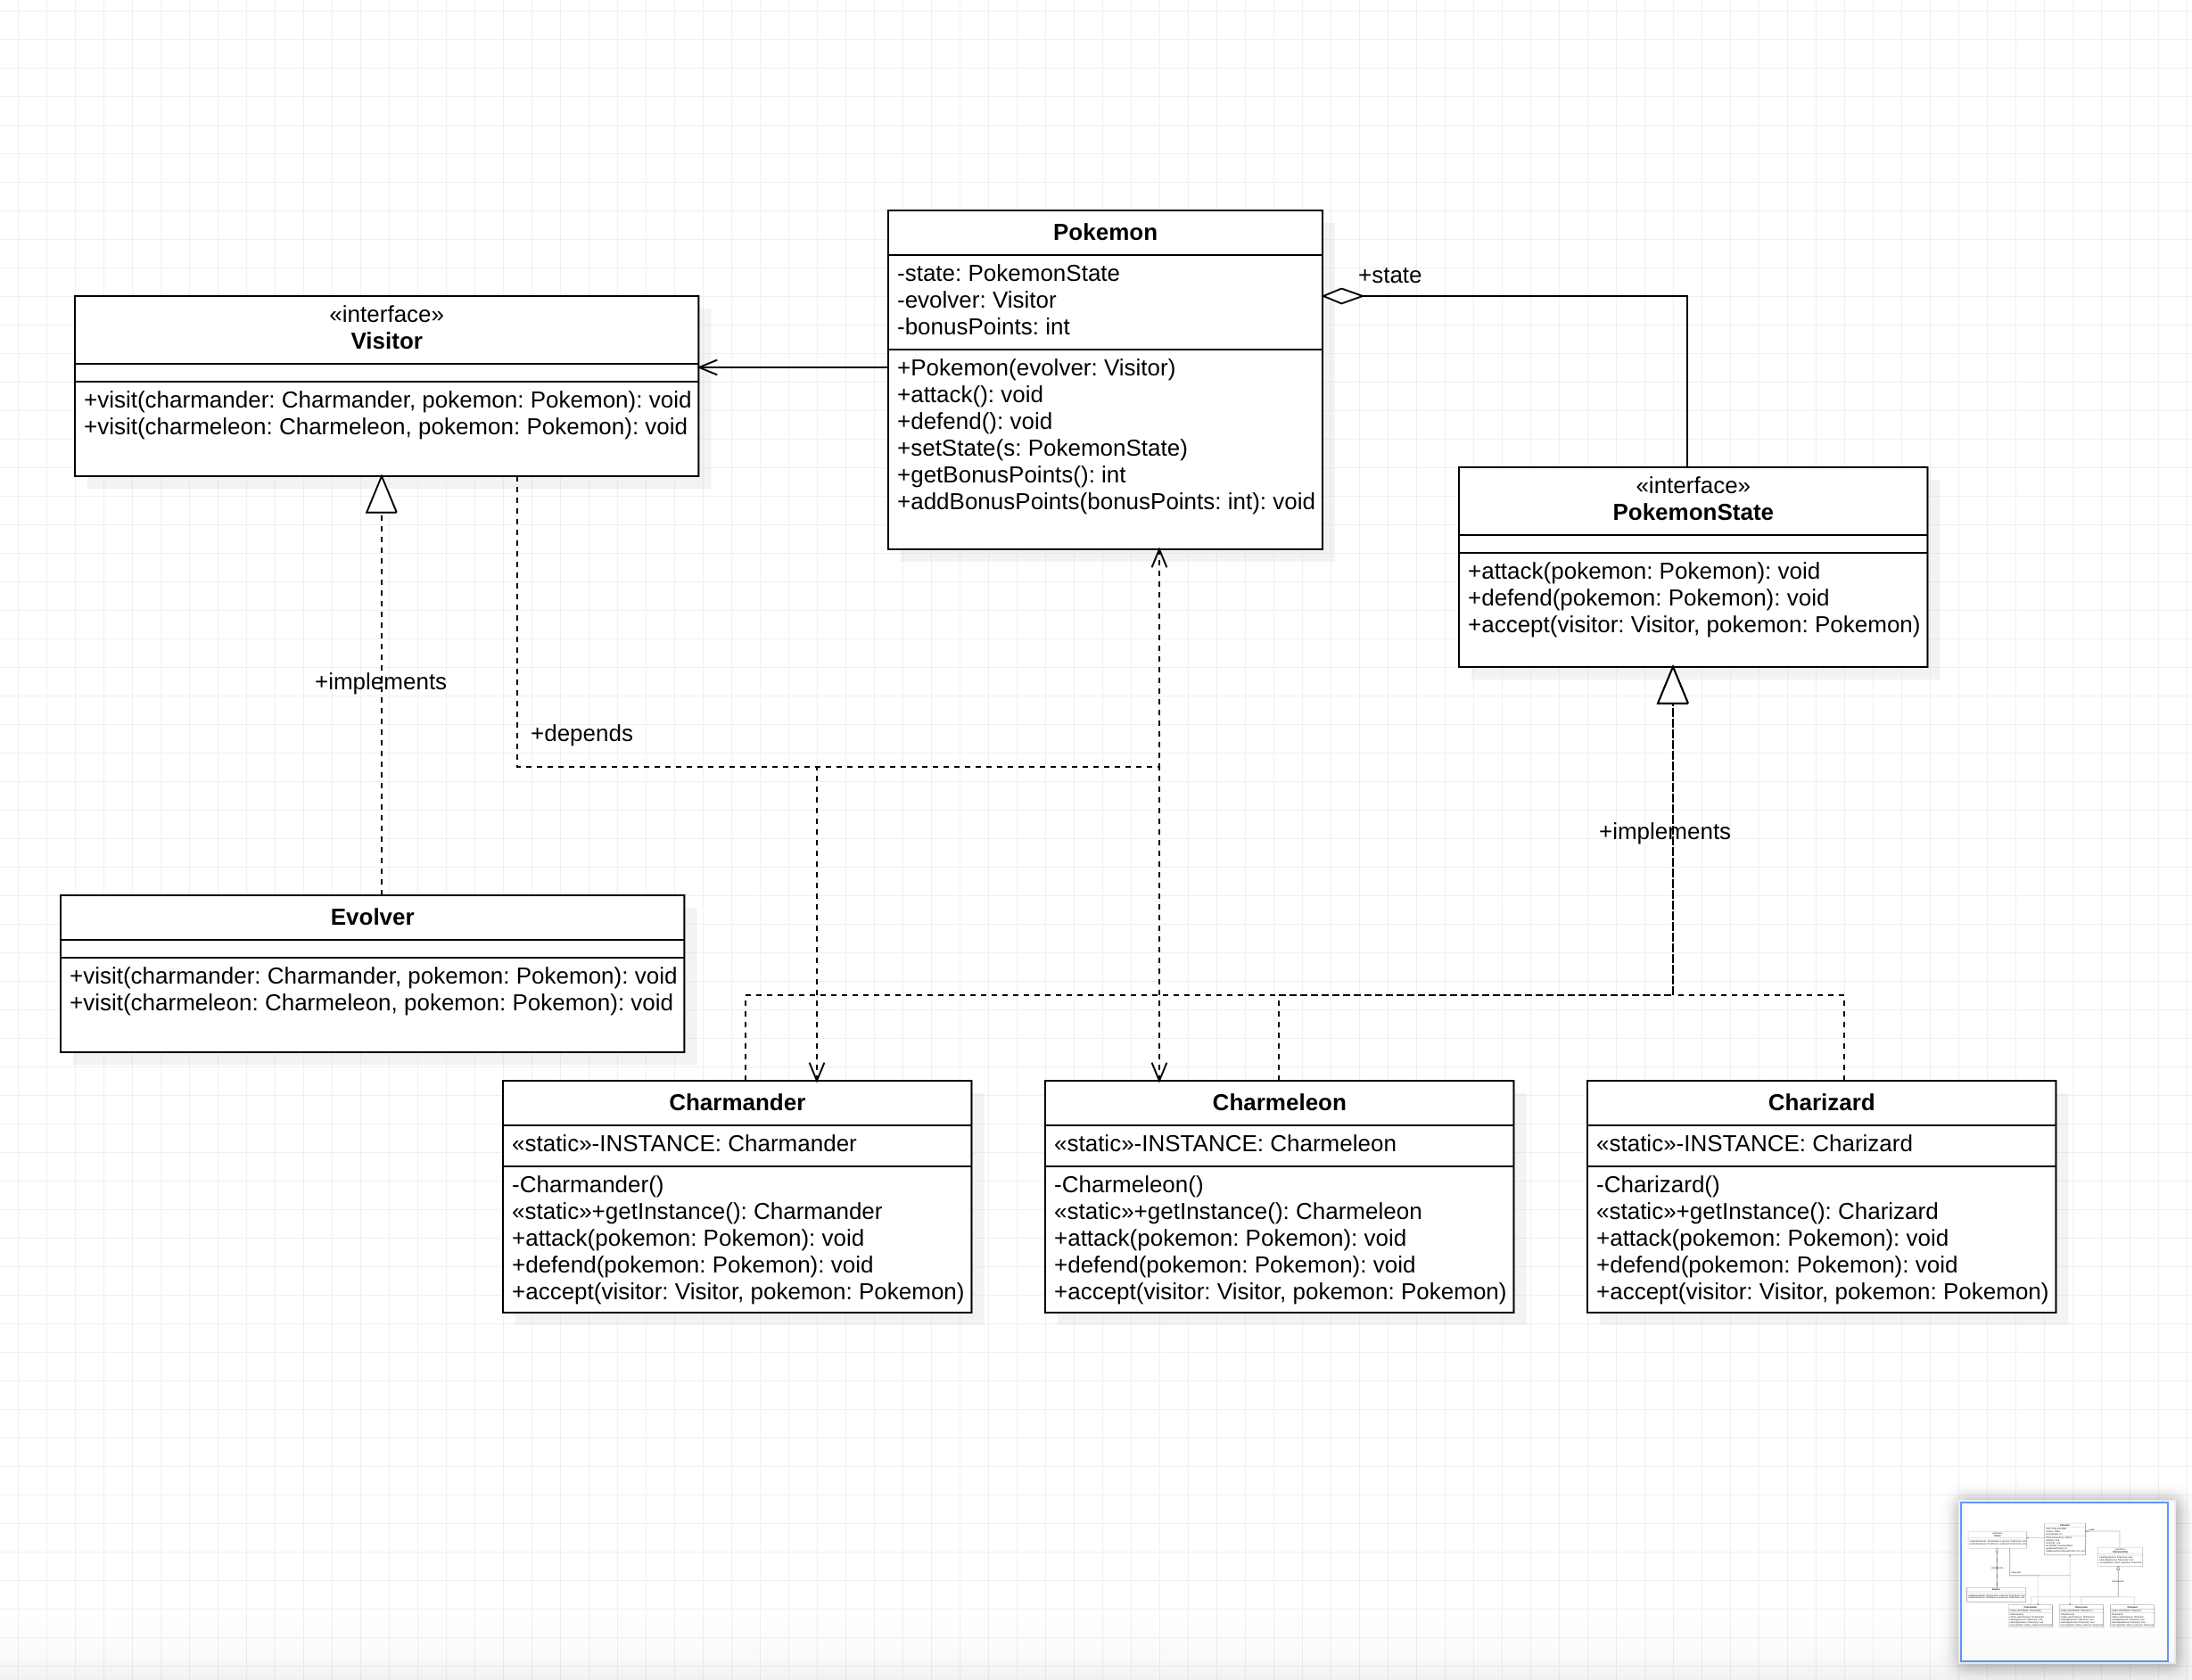 Pokemon
-state: PokemonState
-evolver: Visitor
-bonusPoints: int
+Pokemon(evolver: Visitor)
+attack(): void
+defend(): void
+setState(s: PokemonState)
+getBonusPoints(): int
+addBonusPoints(bonusPoints: int): void
+state
«interface»
Visitor
+visit(charmander: Charmander, pokemon: Pokemon): void
+visit(charmeleon: Charmeleon, pokemon: Pokemon): void
«interface»
PokemonState
+attack(pokemon: Pokemon): void
+defend(pokemon: Pokemon): void
+accept(visitor: Visitor, pokemon: Pokemon)
+implements
+depends
+implements
Evolver
+visit(charmander: Charmander, pokemon: Pokemon): void
+visit(charmeleon: Charmeleon, pokemon: Pokemon): void
Charmander
«static»-INSTANCE: Charmander
-Charmander()
«static»+getInstance(): Charmander
+attack(pokemon: Pokemon): void
+defend(pokemon: Pokemon): void
+accept(visitor: Visitor, pokemon: Pokemon)
Charmeleon
«static»-INSTANCE: Charmeleon
-Charmeleon()
«static»+getInstance(): Charmeleon
+attack(pokemon: Pokemon): void
+defend(pokemon: Pokemon): void
+accept(visitor: Visitor, pokemon: Pokemon)
Charizard
«static»-INSTANCE: Charizard
-Charizard()
«static»+getInstance(): Charizard
+attack(pokemon: Pokemon): void
+defend(pokemon: Pokemon): void
+accept(visitor: Visitor, pokemon: Pokemon)